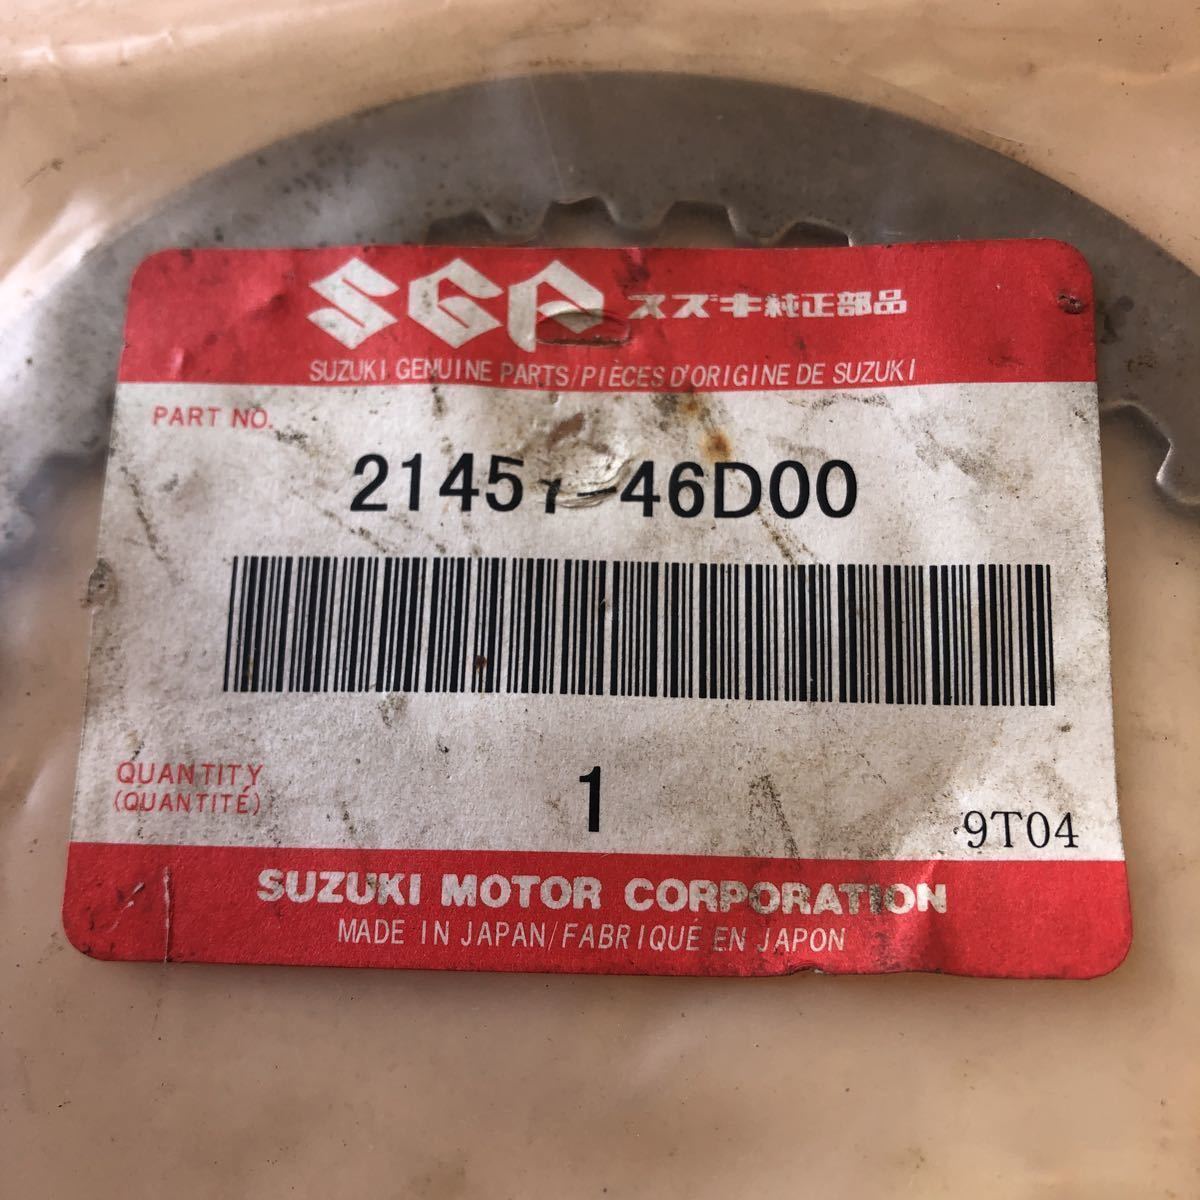 SGP スズキ純正部品
SUZUKI GENUINE PARTS/PIÈCES D'ORIGINE DE SUZUKI
PART NO.
21451-46D00
QUANTITY
(QUANTITÉ)
1
9T04
SUZUKI MOTOR CORPORATION
MADE IN JAPAN/FABRIQUÉ EN JAPON